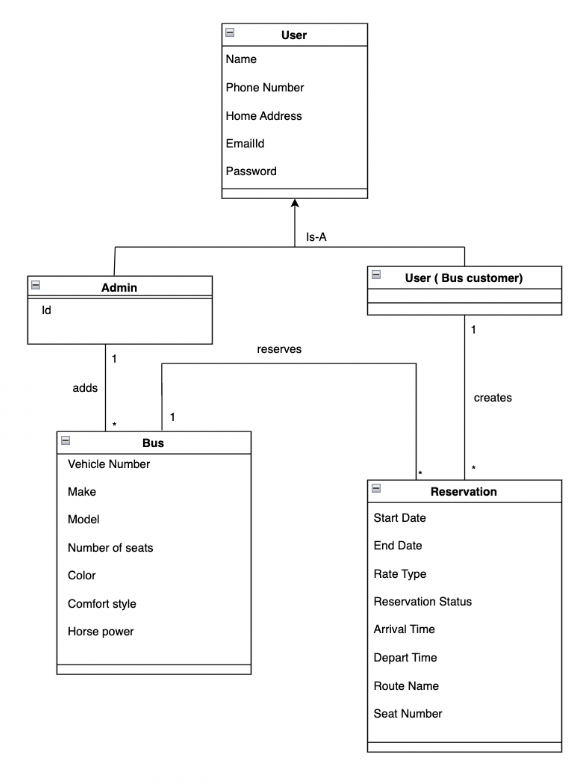 User
Name
Phone Number
Home Address
EmailId
Password
Is-A
Admin
Id
User ( Bus customer)
1
adds
*
reserves
1
*
1
creates
*
Bus
Vehicle Number
Make
Model
Number of seats
Color
Comfort style
Horse power
Reservation
Start Date
End Date
Rate Type
Reservation Status
Arrival Time
Depart Time
Route Name
Seat Number